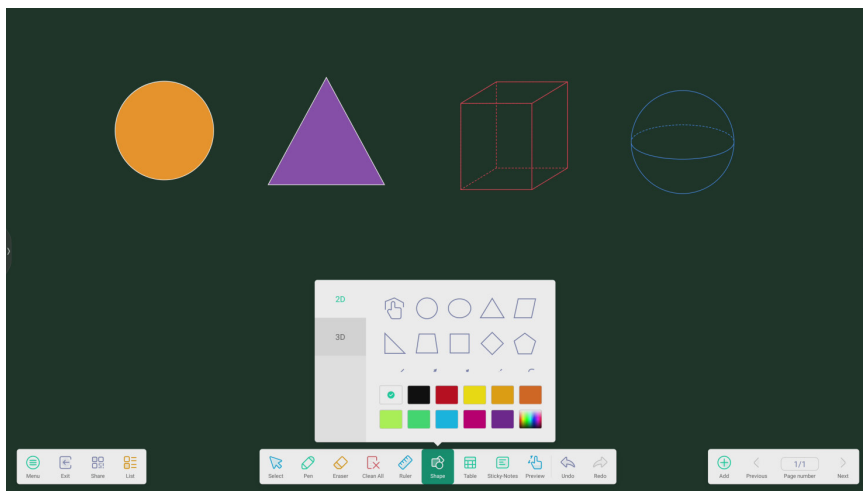 2D
3D
Menu Exit Share List Select Pen Eraser Clean All Ruler Shape Table Sticky-Notes Preview Undo Redo Add Previous 1/1 Page number Next